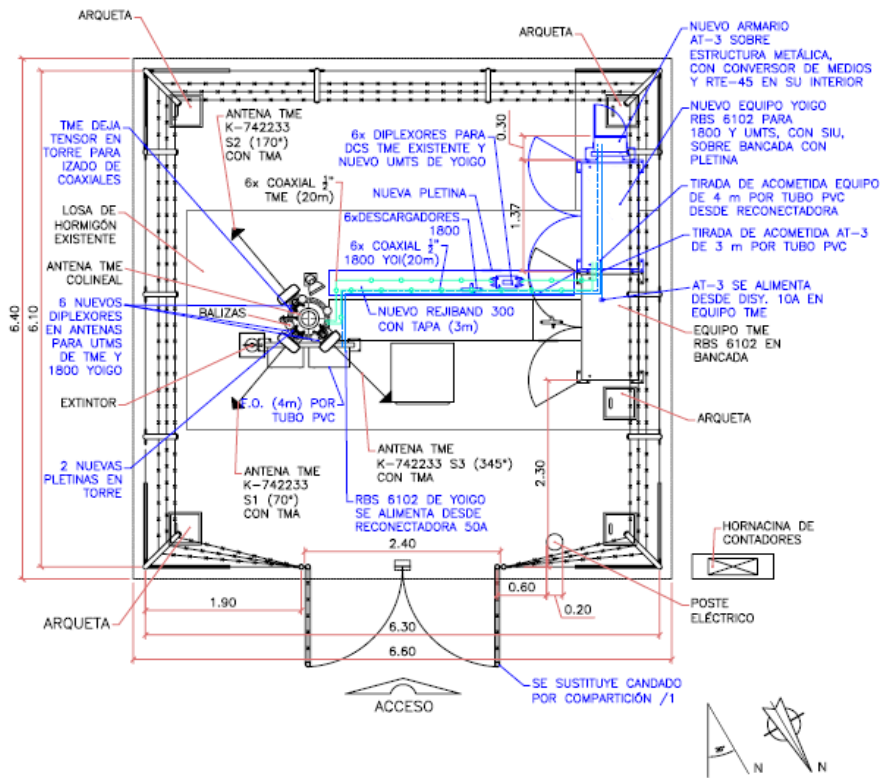 ARQUETA
ARQUETA
NUEVO ARMARIO
AT-3 SOBRE
ESTRUCTURA METÁLICA,
CON CONVERSOR DE MEDIOS
Y RTE-45 EN SU INTERIOR
ANTENA TME
K-742233
S2 (170°)
CON TMA
6x DIPLEXORES PARA
DCS TME EXISTENTE Y
NUEVO UMTS DE YOIGO
0.30
NUEVO EQUIPO YOIGO
RBS 6102 PARA
1800 Y UMTS, CON SIU,
SOBRE BANCADA CON
PLETINA
TME DEJA
TENSOR EN
TORRE PARA
IZADO DE
COAXIALES
6x COAXIAL ½"
TME (20m)
NUEVA PLETINA
1.37
TIRADA DE ACOMETIDA EQUIPO
DE 4 m POR TUBO PVC
DESDE RECONECTADORA
LOSA DE
HORMIGÓN
EXISTENTE
6xDESCARGADORES
1800
6x COAXIAL ½"
1800 YOI(20m)
TIRADA DE ACOMETIDA AT-3
DE 3 m POR TUBO PVC
ANTENA TME
COLINEAL
AT-3 SE ALIMENTA
DESDE DISY. 10A EN
EQUIPO TME
6 NUEVOS
DIPLEXORES
EN ANTENAS
PARA UTMS
DE TME Y
1800 YOIGO
BALIZAS
NUEVO REJIBAND 300
CON TAPA (3m)
EQUIPO TME
RBS 6102 EN
BANCADA
6.40
6.10
EXTINTOR
F.O. (4m) POR
TUBO PVC
ARQUETA
2 NUEVAS
PLETINAS EN
TORRE
ANTENA TME
K-742233
S1 (70°)
CON TMA
ANTENA TME
K-742233 S3 (345°)
CON TMA
2.30
RBS 6102 DE YOIGO
SE ALIMENTA DESDE
RECONECTADORA 50A
2.40
HORNACINA DE
CONTADORES
1.90
0.60
0.20
POSTE
ELÉCTRICO
ARQUETA
6.30
6.60
SE SUSTITUYE CANDADO
POR COMPARTICIÓN /1
ACCESO
N
N